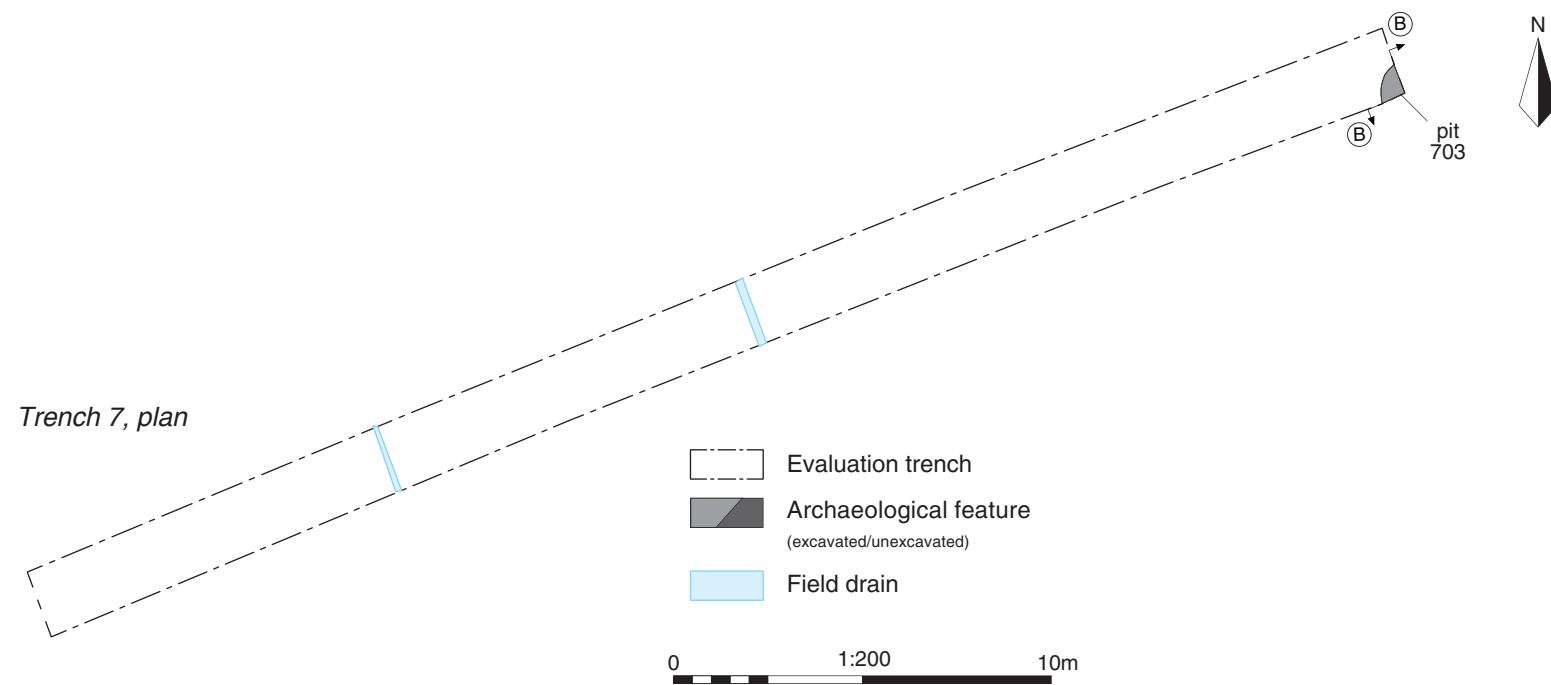 B
N
B
pit
703
Trench 7, plan
Evaluation trench
Archaeological feature
(excavated/unexcavated)
Field drain
0 1:200 10m